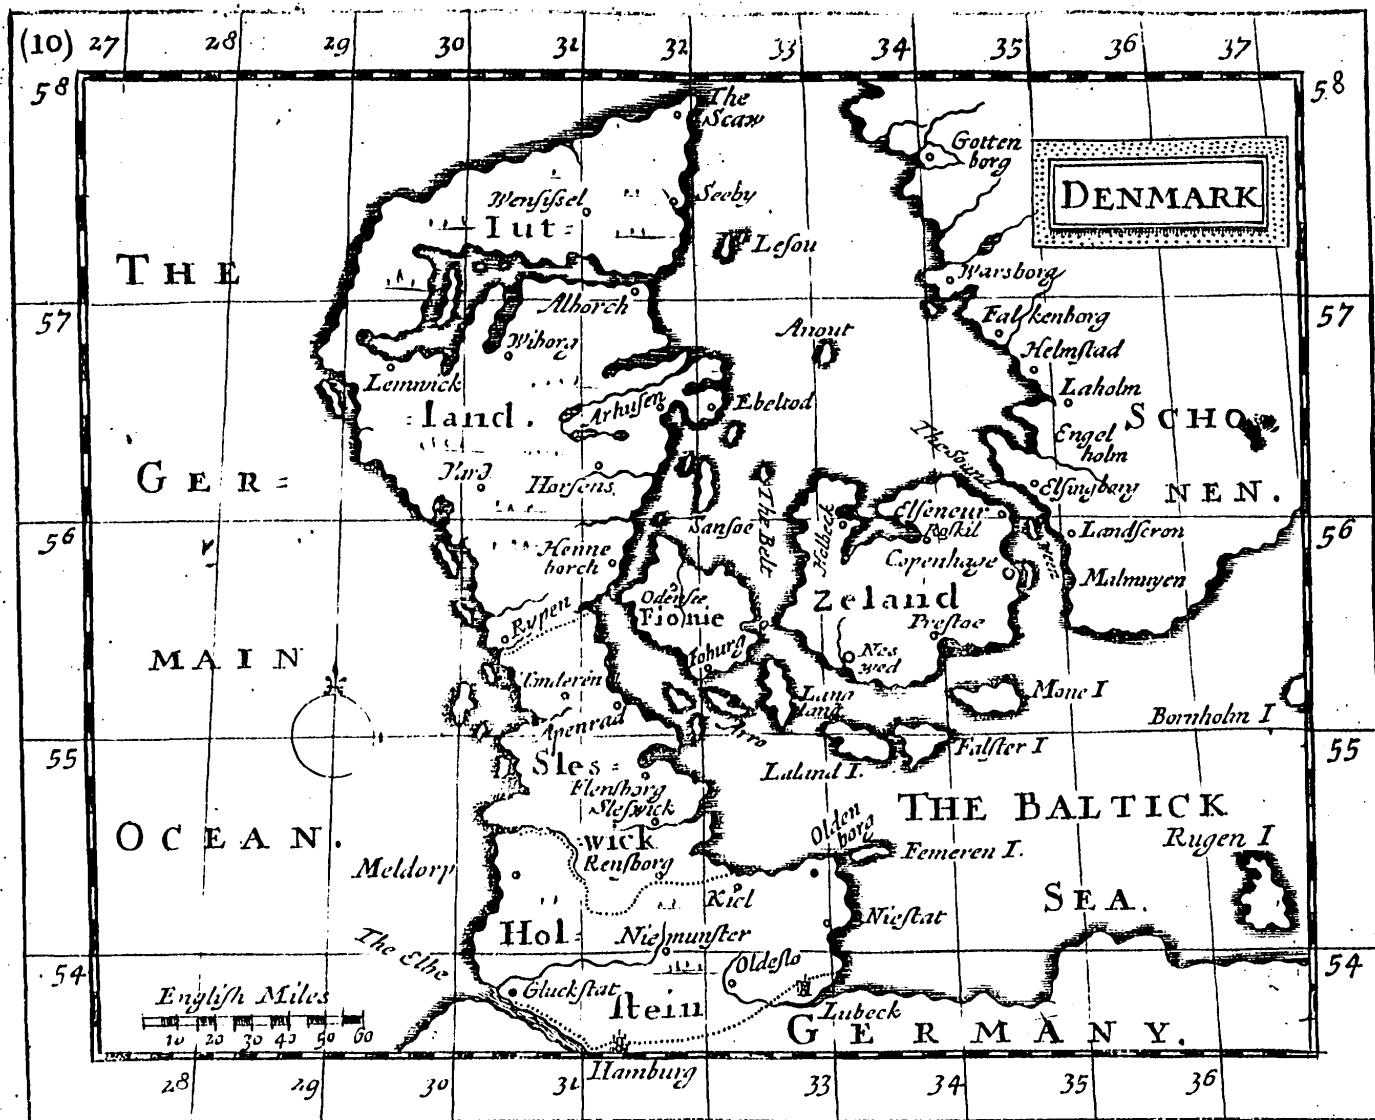 (10) 27 28 29 30 31 32 33 34 35 36 37
58 58
The
Scaw
Gotten
borg
DENMARK
Wensissel
Seeby
Iut=
Lesou
THE
Warsborg
Alborch
57 57
Anout
Falkenborg
Wiborg
Helmstad
Lemwick
Laholm
Arhusen
Ebeltod
land.
SCHO
Engel
holm
The Sound
GER=
Horsens
Elsingborg
NEN.
The Belt
Holbeck
Elseneur
Roskil
Sansoe
Landscron
56 56
Henne
borch
Copenhage
Ween
Malmuyen
Odensee
Fionie
Zeland
Rypen
Prestoe
Foburg
Nes
wed
MAIN
Tonderen
Lang
lang
Mone I
Apenrad
Arro
Bornholm I
55 55
Falster I
Sles=
Laland I.
Flensborg
Sleswick
THE BALTICK
OCEAN.
Olden
borg
wick
Rugen I
Rensborg
Femeren I.
Meldorp
Kiel
SEA.
Hol=
Niemunster
Niestat
The Elbe
Oldeslo
54 54
Gluckstat
English Miles
stein
10 20 30 40 50 60
Lubeck
GERMANY.
Hamburg
28 29 30 31 33 34 35 36